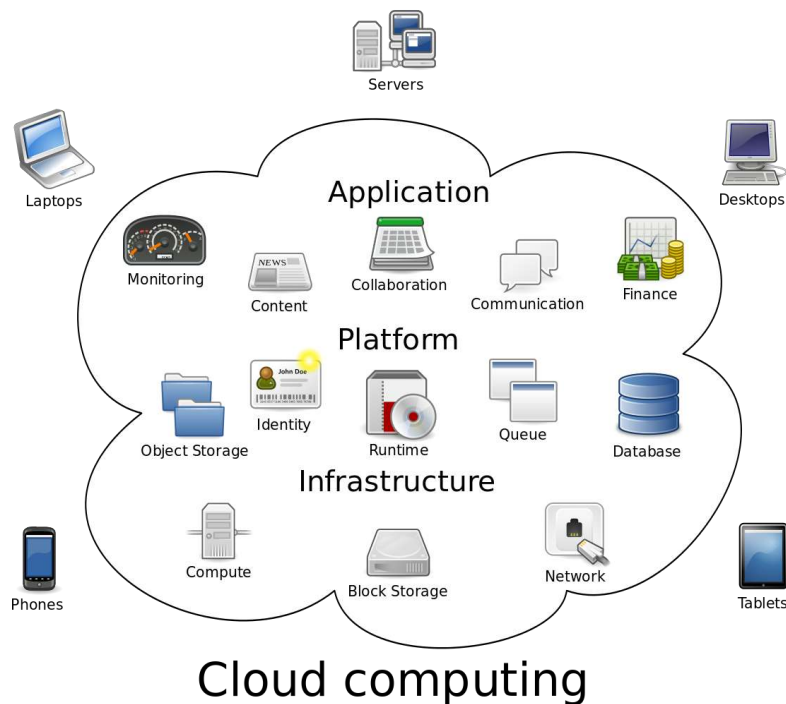 Servers
Laptops
Desktops
Application
Monitoring
NEWS
Content
Collaboration
Communication
Finance
Platform
Object Storage
John Doe
Identity
Runtime
Queue
Database
Infrastructure
Compute
Block Storage
Network
Phones
Tablets
Cloud computing